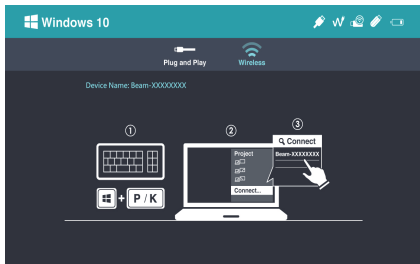 Windows 10
Plug and Play
Wireless
Device Name: Beam-XXXXXXXX
① ② ③
Connect
Project
Beam-XXXXXXXX
Connect...
+ P / K